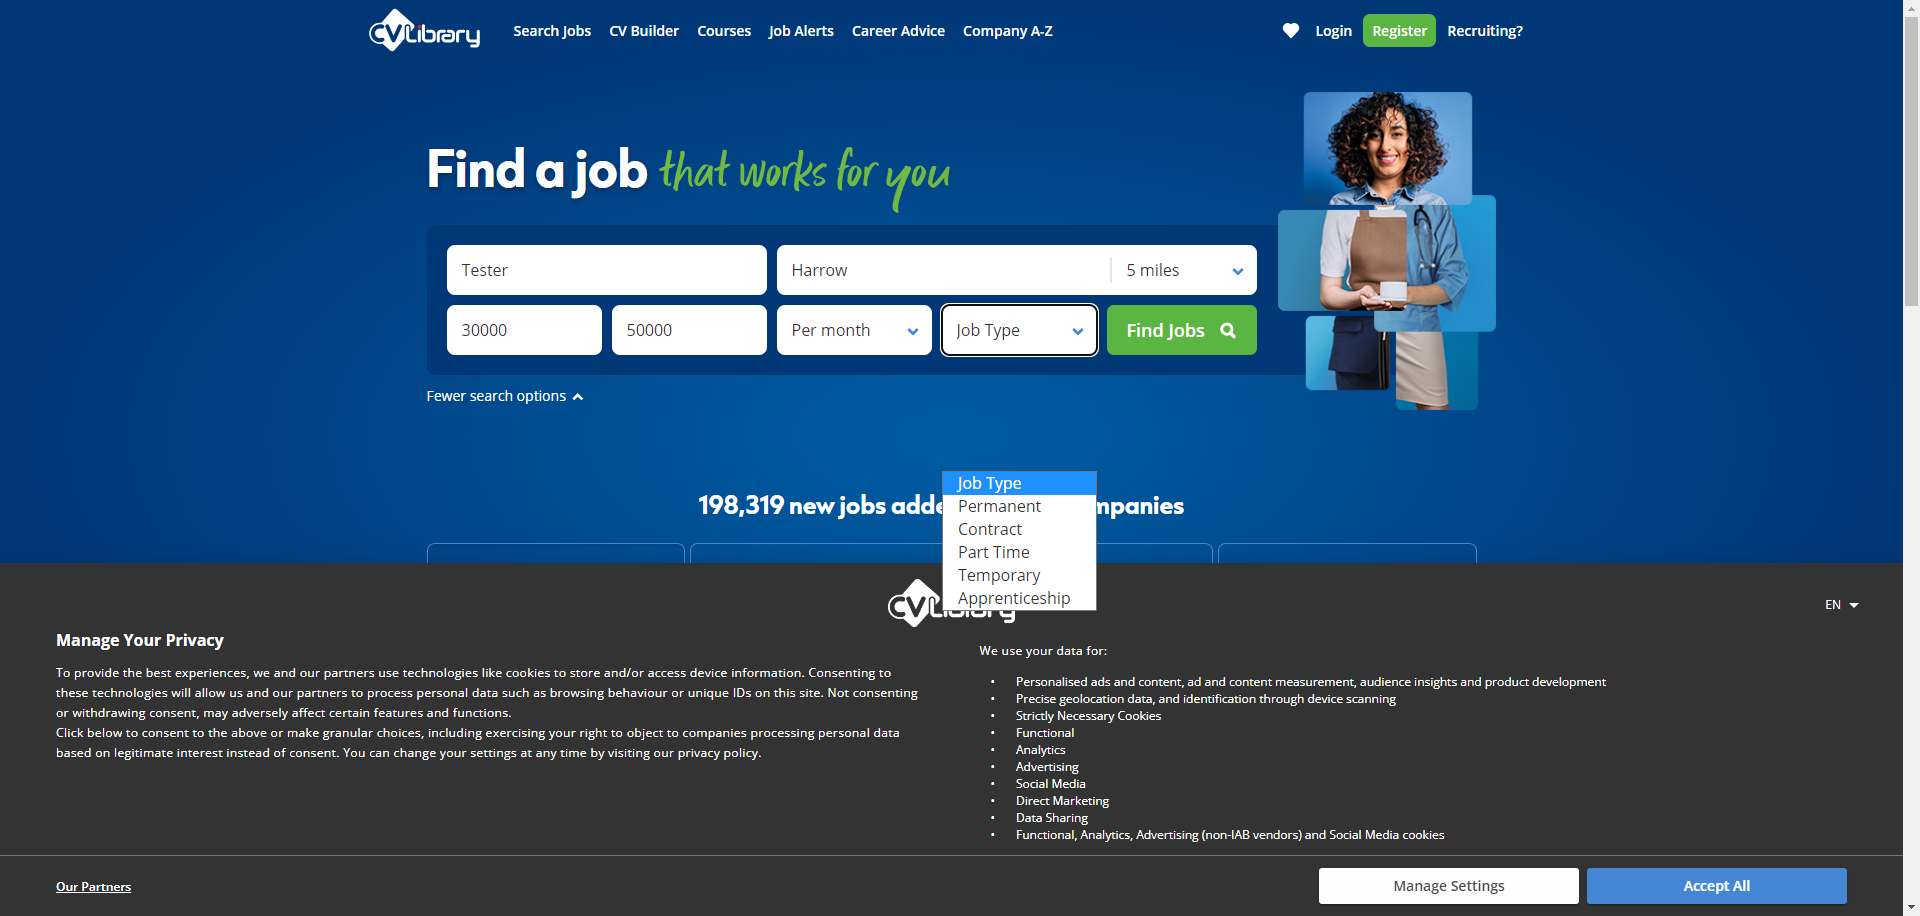 CVLibrary
Search Jobs
CV Builder
Courses
Job Alerts
Career Advice
Company A-Z
Login
Register
Recruiting?
Find a job that works for you
Tester
Harrow
5 miles
30000
50000
Per month
Job Type
Find Jobs
Fewer search options
198,319 new jobs
Job Type
Permanent
Contract
Part Time
Temporary
Apprenticeship
EN
Manage Your Privacy
To provide the best experiences, we and our partners use technologies like cookies to store and/or access device information. Consenting to
these technologies will allow us and our partners to process personal data such as browsing behaviour or unique IDs on this site. Not consenting
or withdrawing consent, may adversely affect certain features and functions.
Click below to consent to the above or make granular choices, including exercising your right to object to companies processing personal data
based on legitimate interest instead of consent. You can change your settings at any time by visiting our privacy policy.
We use your data for:
• Personalised ads and content, ad and content measurement, audience insights and product development
• Precise geolocation data, and identification through device scanning
• Strictly Necessary Cookies
• Functional
• Analytics
• Advertising
• Social Media
• Direct Marketing
• Data Sharing
• Functional, Analytics, Advertising (non-IAB vendors) and Social Media cookies
Our Partners
Manage Settings
Accept All